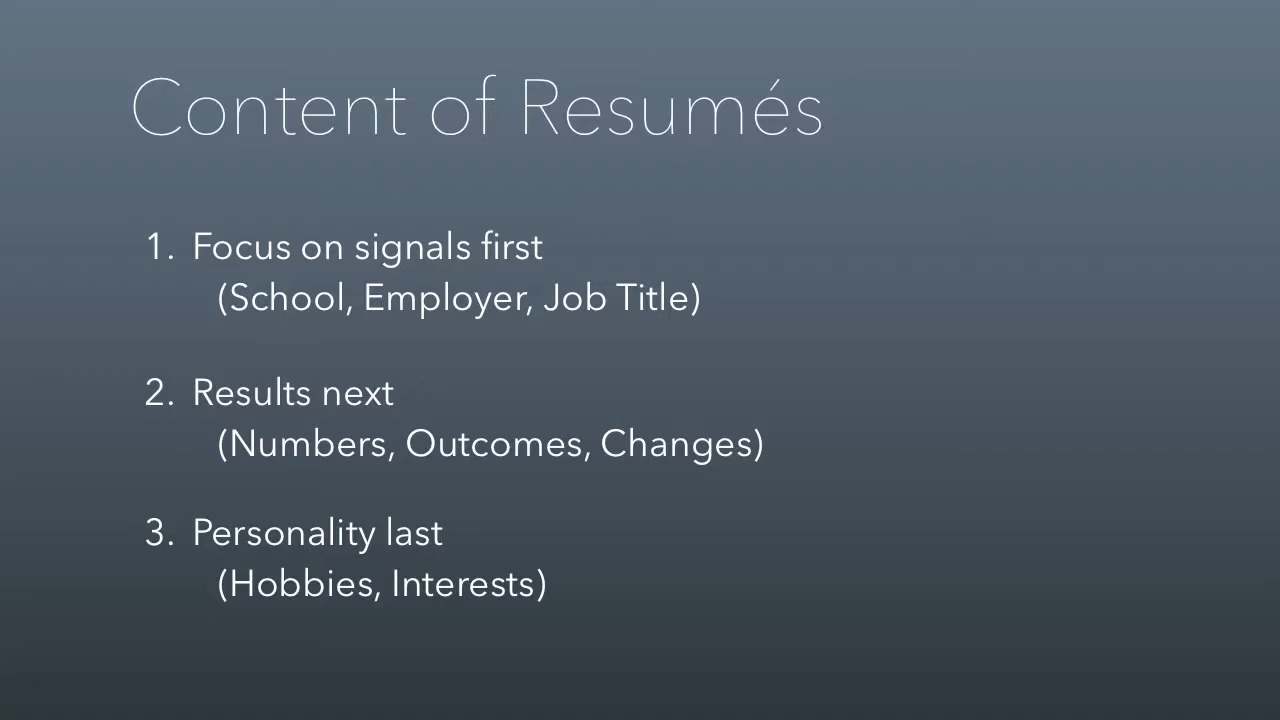 Content of Resumés
1. Focus on signals first
(School, Employer, Job Title)
2. Results next
(Numbers, Outcomes, Changes)
3. Personality last
(Hobbies, Interests)